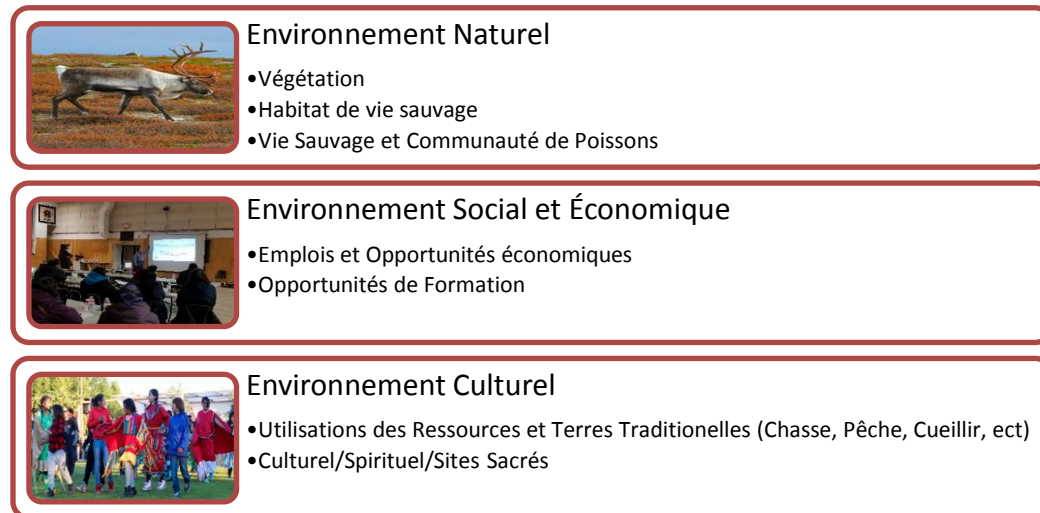 Environnement Naturel
•Végétation
•Habitat de vie sauvage
•Vie Sauvage et Communauté de Poissons
Environnement Social et Économique
•Emplois et Opportunités économiques
•Opportunités de Formation
Environnement Culturel
•Utilisations des Ressources et Terres Traditionelles (Chasse, Pêche, Cueillir, ect)
•Culturel/Spirituel/Sites Sacrés